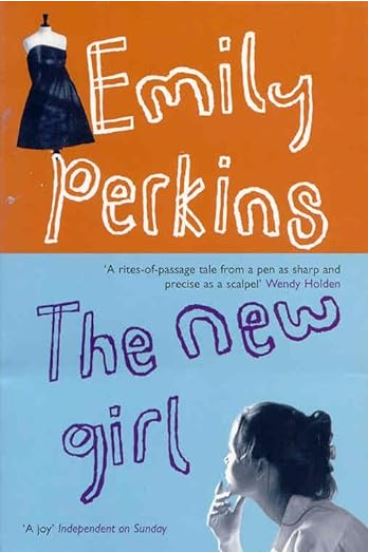 Emily
Perkins
‘A rites-of-passage tale from a pen as sharp and
precise as a scalpel’ Wendy Holden
The new
girl
‘A joy’ Independent on Sunday